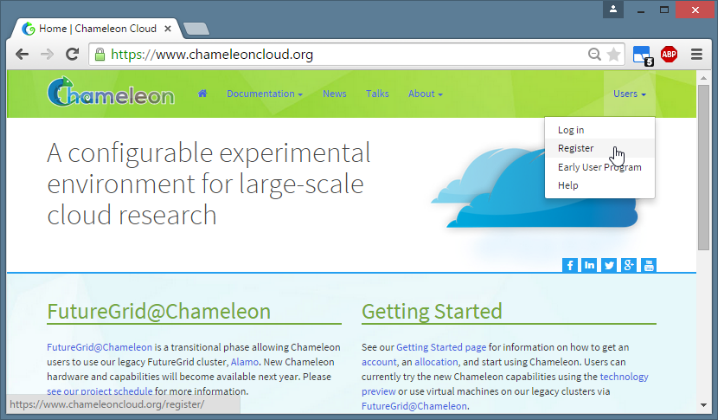 Home | Chameleon Cloud
https://www.chameleoncloud.org
5
ABP
Chameleon
Documentation
News
Talks
About
Users
Log in
Register
Early User Program
Help
A configurable experimental
environment for large-scale
cloud research
FutureGrid@Chameleon
FutureGrid@Chameleon is a transitional phase allowing Chameleon
users to use our legacy FutureGrid cluster, Alamo. New Chameleon
hardware and capabilities will become available next year. Please
see our project schedule for more information.
Getting Started
See our Getting Started page for information on how to get an
account, an allocation, and start using Chameleon. Users can
currently try the new Chameleon capabilities using the technology
preview or use virtual machines on our legacy clusters via
FutureGrid@Chameleon.
https://www.chameleoncloud.org/register/